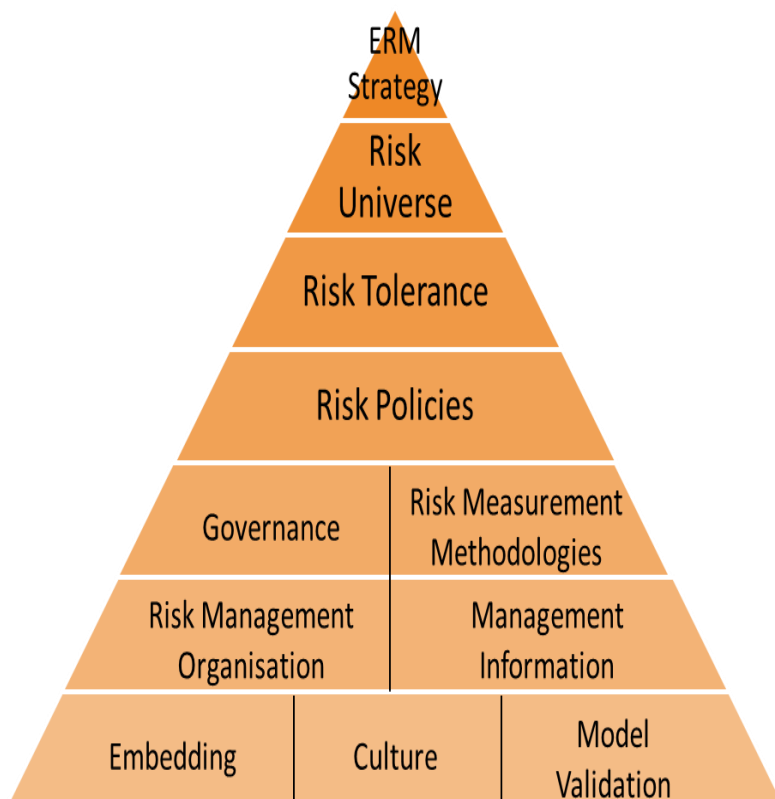 ERM
Strategy
Risk
Universe
Risk Tolerance
Risk Policies
Governance
Risk Measurement
Methodologies
Risk Management
Organisation
Management
Information
Embedding
Culture
Model
Validation